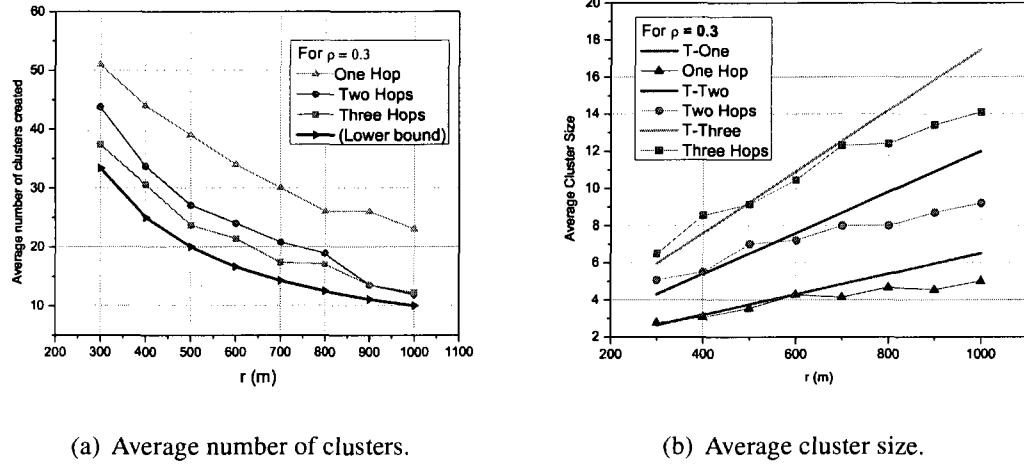 60
50
40
30
20
10
Average number of clusters created
For ρ = 0.3
One Hop
Two Hops
Three Hops
(Lower bound)
200 300 400 500 600 700 800 900 1000 1100
r (m)
(a) Average number of clusters.
20
18
16
14
12
10
8
6
4
2
Average Cluster Size
For ρ = 0.3
T-One
One Hop
T-Two
Two Hops
T-Three
Three Hops
200 400 600 800 1000
r (m)
(b) Average cluster size.